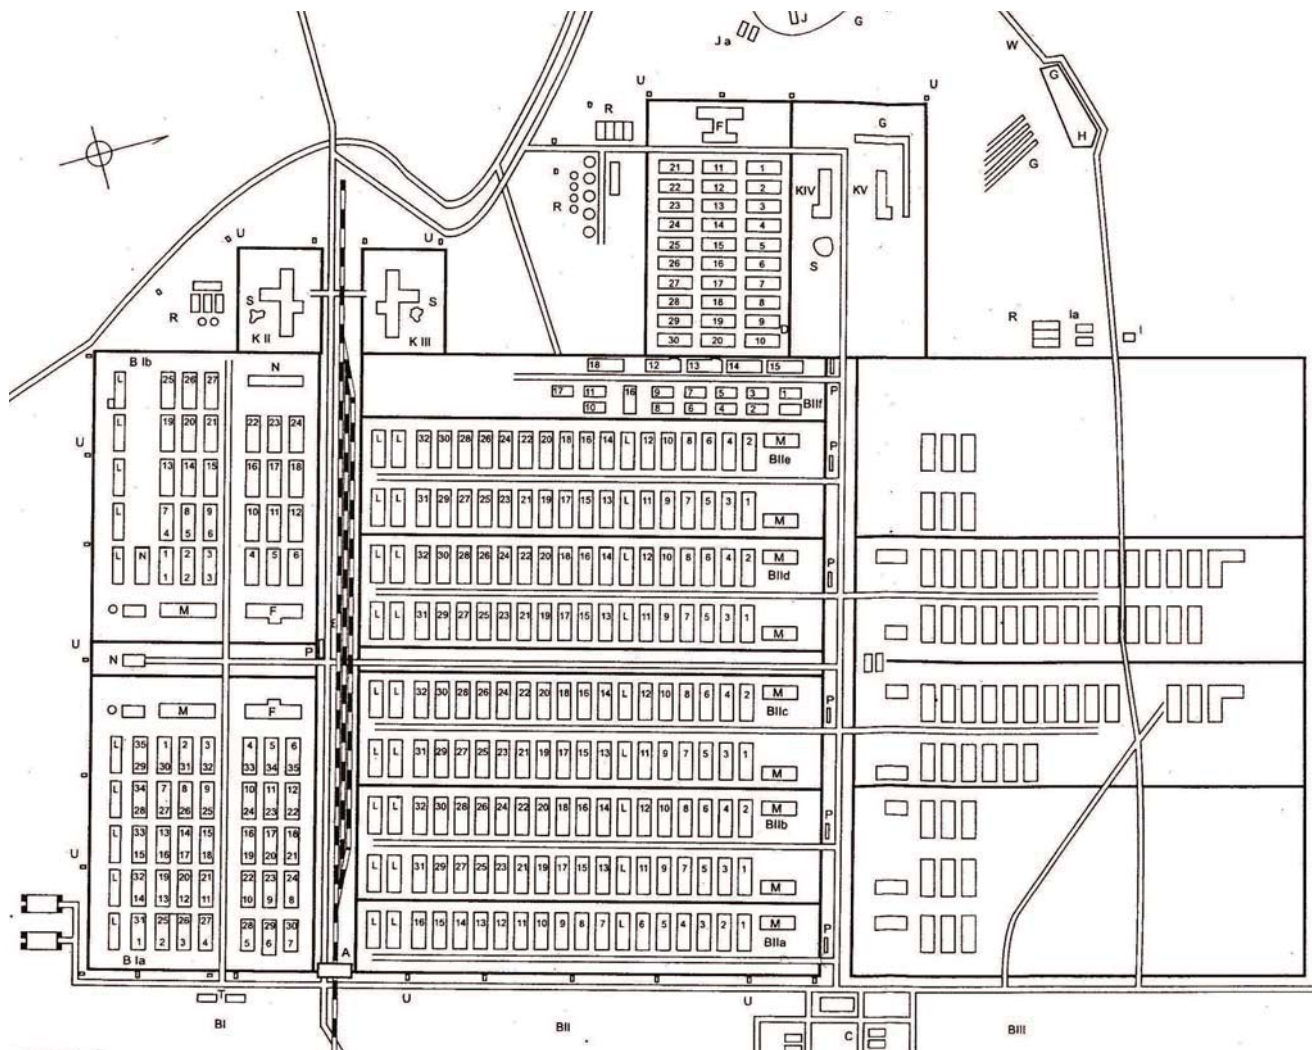 J
G
Ja
W
U
U
G
R
F
G
H
G
21 11 1
22 12 2
23 13 3
24 14 4
25 15 5
26 16 6
27 17 7
28 18 8
29 19 9
30 20 10
D
KIV
KV
S
R
U
U
S
S
R
K II
K III
R
Ia
I
B Ib
N
L 25 26 27
L 19 20 21 22 23 24
L 13 14 15 16 17 18
L 7 8 9 10 11 12
4 5 6
L N 1 2 3 4 5 6
1 2 3
M
F
U
U
18 12 13 14 15
17 11 16 9 7 5 3 1
10 8 6 4 2
BIIf
P
L L 32 30 28 26 24 22 20 18 16 14 L 12 10 8 6 4 2 M
BIIe
P
L L 31 29 27 25 23 21 19 17 15 13 L 11 9 7 5 3 1 M
L L 32 30 28 26 24 22 20 18 16 14 L 12 10 8 6 4 2 M
BIId
P
L L 31 29 27 25 23 21 19 17 15 13 L 11 9 7 5 3 1 M
E
P
N
L L 32 30 28 26 24 22 20 18 16 14 L 12 10 8 6 4 2 M
BIIc
P
L L 31 29 27 25 23 21 19 17 15 13 L 11 9 7 5 3 1 M
L L 32 30 28 26 24 22 20 18 16 14 L 12 10 8 6 4 2 M
BIIb
P
L L 31 29 27 25 23 21 19 17 15 13 L 11 9 7 5 3 1 M
L L 16 15 14 13 12 11 10 9 8 7 L 6 5 4 3 2 1 M
BIIa
P
M
F
L 35 1 2 3 4 5 6
29 30 31 32 33 34 35
L 34 7 8 9 10 11 12
28 27 26 25 24 23 22
L 33 13 14 15 16 17 18
15 16 17 18 19 20 21
L 32 19 20 21 22 23 24
14 13 12 11 10 9 8
L 31 25 26 27 28 29 30
1 2 3 4 5 6 7
B Ia
U
A
T
U
U
BI
BII
C
BIII